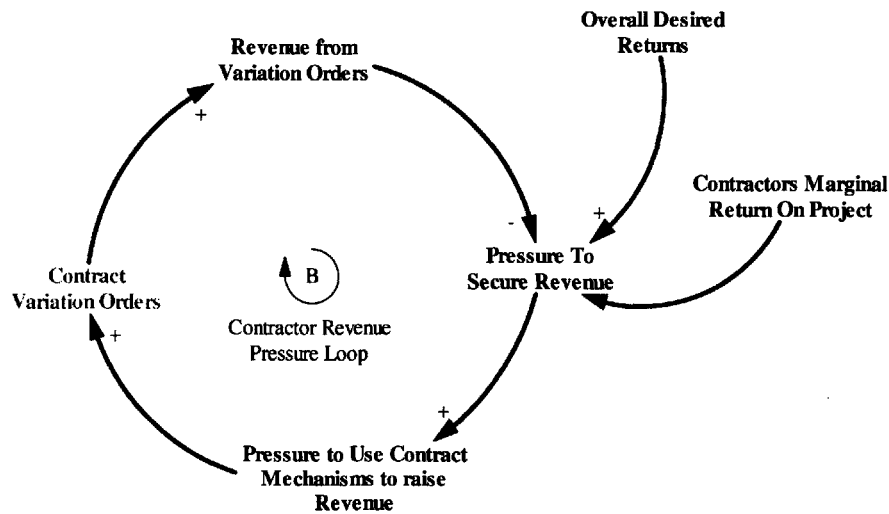 Overall Desired
Returns
Revenue from
Variation Orders
+
Contractors Marginal
Return On Project
-
+
Pressure To
Secure Revenue
Contract
Variation Orders
B
Contractor Revenue
Pressure Loop
+
+
Pressure to Use Contract
Mechanisms to raise
Revenue